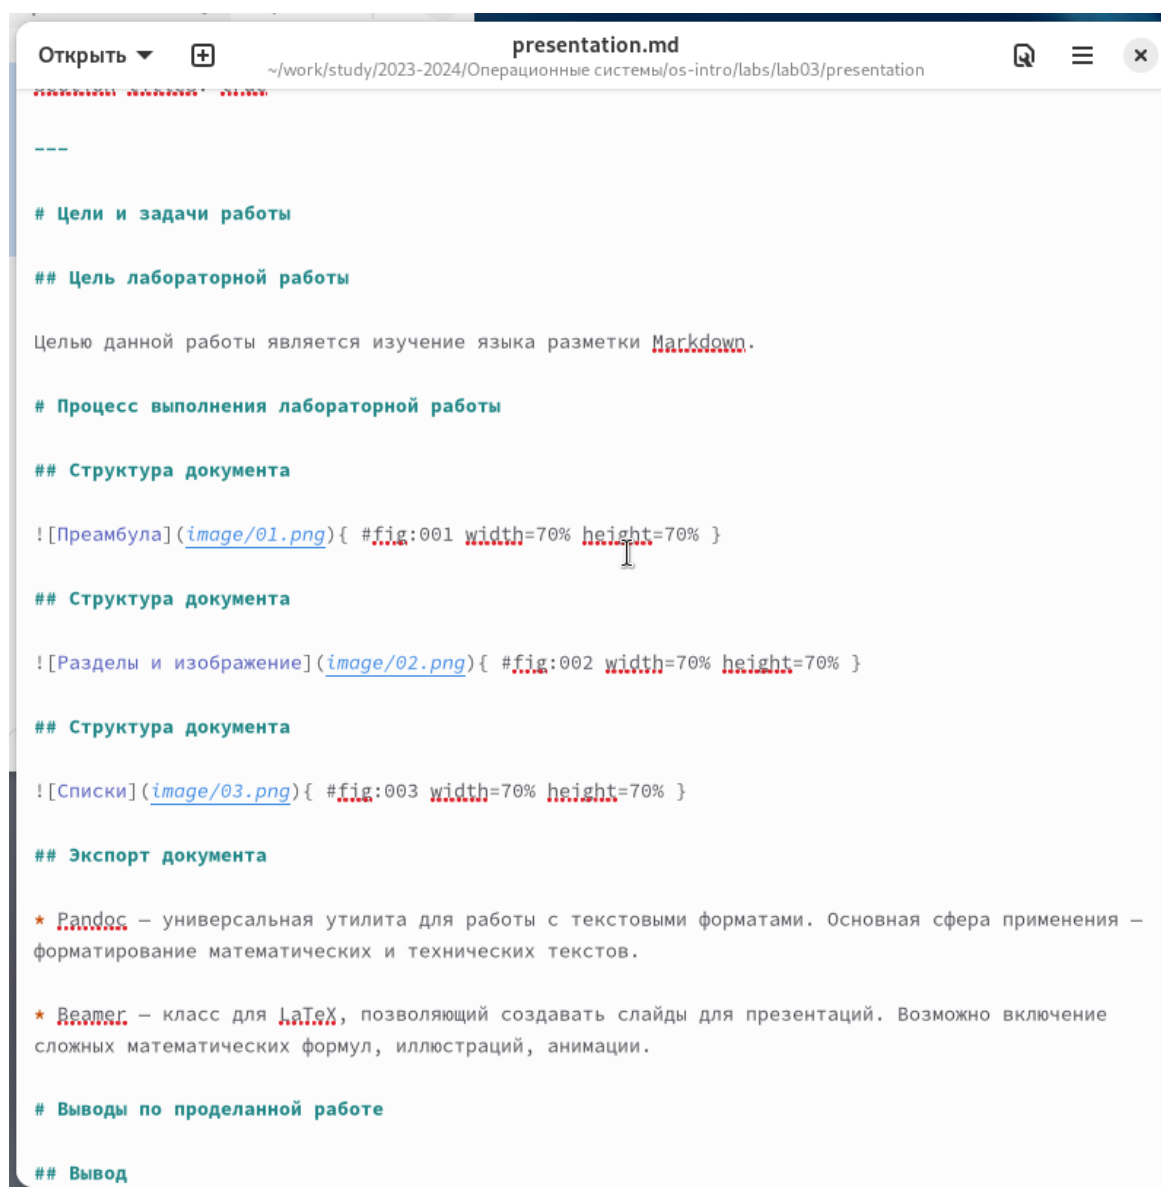 Открыть
presentation.md
~/work/study/2023-2024/Операционные системы/os-intro/labs/lab03/presentation
---
# Цели и задачи работы
## Цель лабораторной работы
Целью данной работы является изучение языка разметки Markdown.
# Процесс выполнения лабораторной работы
## Структура документа
![Преамбула](image/01.png){ #fig:001 width=70% height=70% }
## Структура документа
![Разделы и изображение](image/02.png){ #fig:002 width=70% height=70% }
## Структура документа
![Списки](image/03.png){ #fig:003 width=70% height=70% }
## Экспорт документа
* Pandoc — универсальная утилита для работы с текстовыми форматами. Основная сфера применения —
форматирование математических и технических текстов.
* Beamer — класс для LaTeX, позволяющий создавать слайды для презентаций. Возможно включение
сложных математических формул, иллюстраций, анимации.
# Выводы по проделанной работе
## Вывод